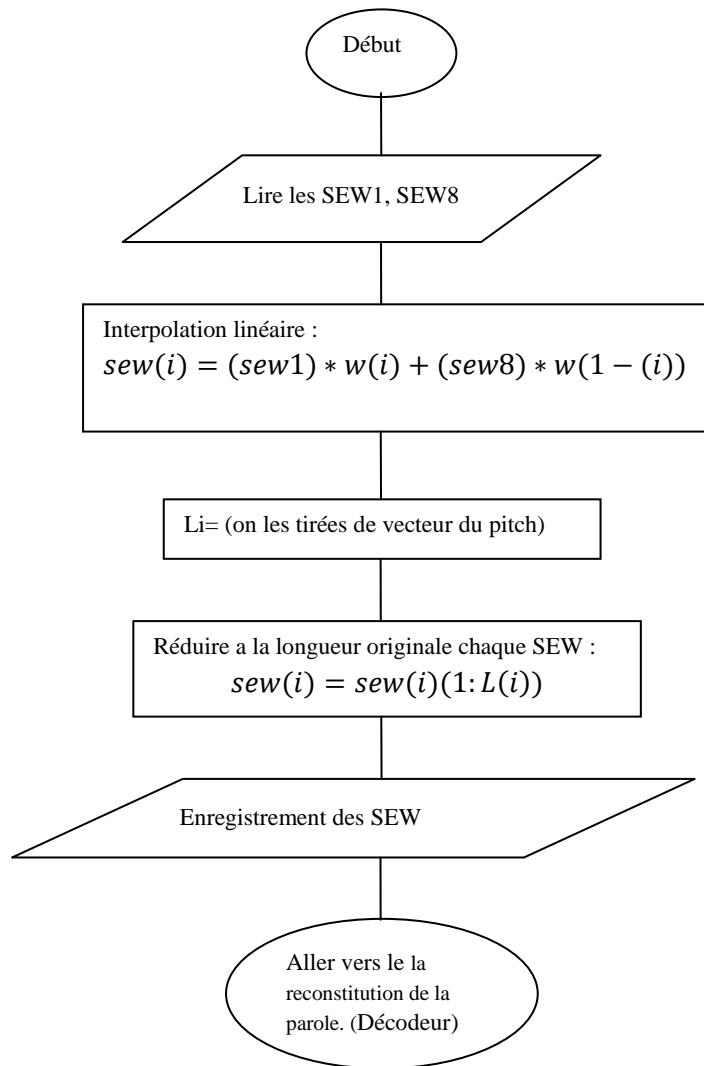 Début
Lire les SEW1, SEW8
Interpolation linéaire :
sew(i) = (sew1) * w(i) + (sew8) * w(1 − (i))
Li= (on les tirées de vecteur du pitch)
Réduire a la longueur originale chaque SEW :
sew(i) = sew(i)(1: L(i))
Enregistrement des SEW
Aller vers le la
reconstitution de la
parole. (Décodeur)